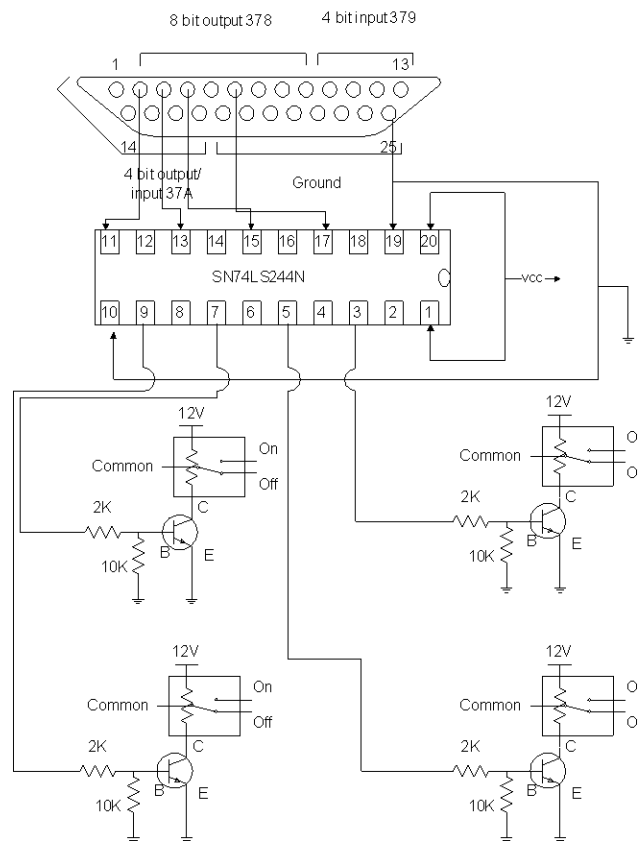 8 bit output 378
4 bit input 379
1
13
14
25
4 bit output/
input 37A
Ground
11 12 13 14 15 16 17 18 19 20
SN74LS244N
vcc
10 9 8 7 6 5 4 3 2 1
12V
12V
On
O
Common
Common
Off
O
C
C
2K
2K
B
E
B
E
10K
10K
12V
12V
On
O
Common
Common
Off
O
C
C
2K
2K
B
E
B
E
10K
10K